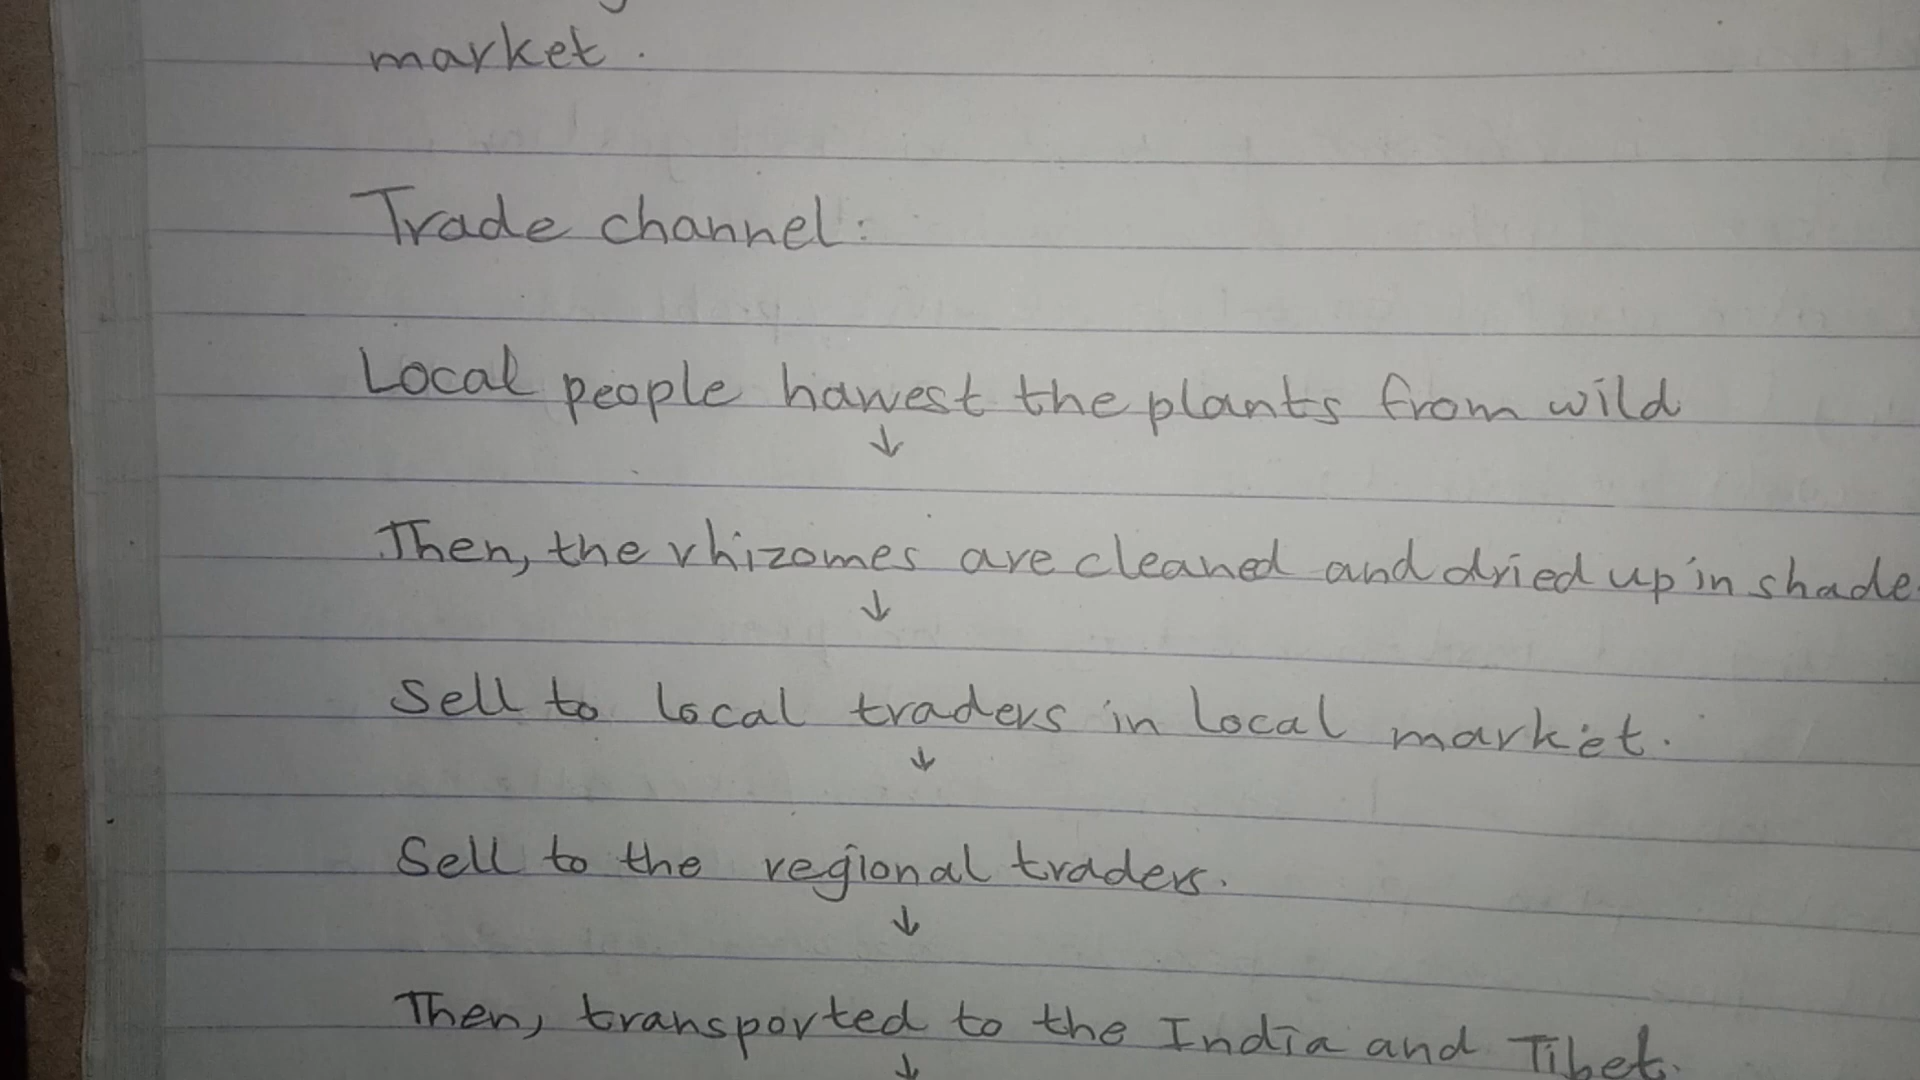 market.
Trade channel:
Local people harvest the plants from wild
↓
Then, the rhizomes are cleaned and dried up in shade.
↓
Sell to local traders in local market.
↓
Sell to the regional traders.
↓
Then, transported to the India and Tibet.
↓